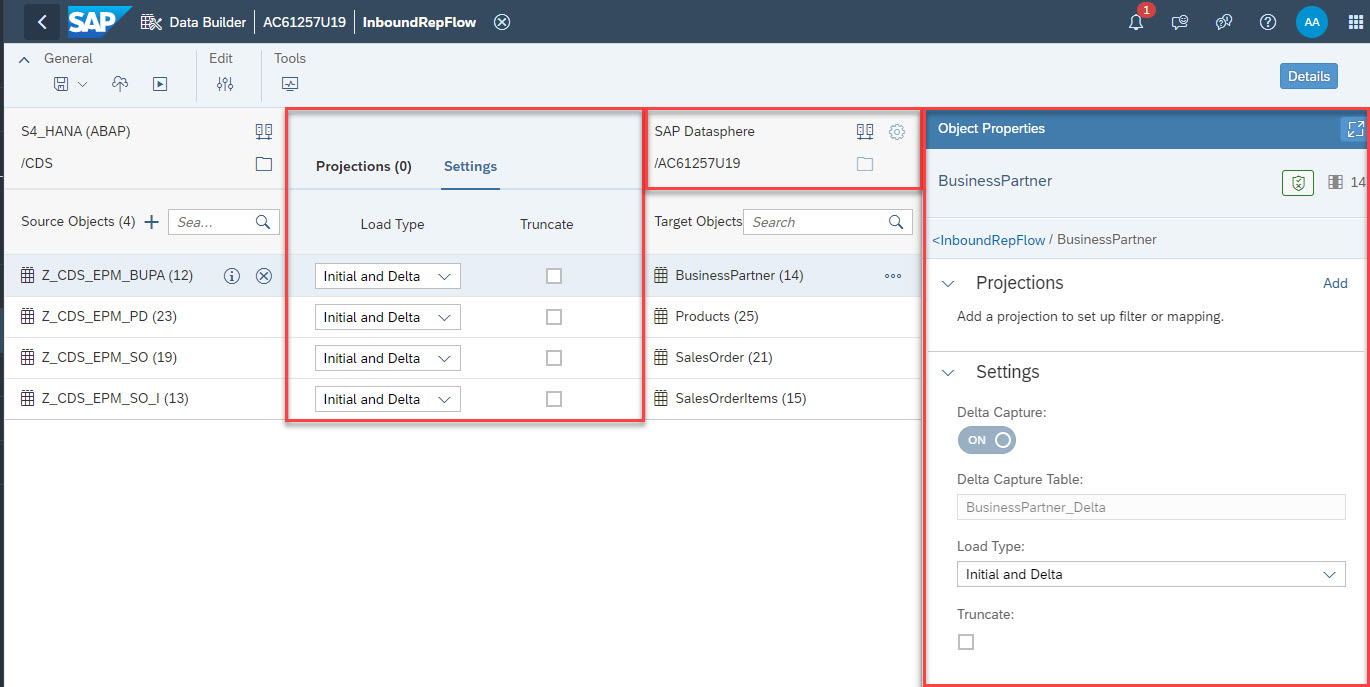 SAP Data Builder AC61257U19 InboundRepFlow 1 AA
General Edit Tools
Details
S4_HANA (ABAP)
/CDS
Source Objects (4) Sea...
Z_CDS_EPM_BUPA (12)
Z_CDS_EPM_PD (23)
Z_CDS_EPM_SO (19)
Z_CDS_EPM_SO_I (13)
Projections (0) Settings
Load Type Truncate
Initial and Delta
Initial and Delta
Initial and Delta
Initial and Delta
SAP Datasphere
/AC61257U19
Target Objects Search
BusinessPartner (14)
Products (25)
SalesOrder (21)
SalesOrderItems (15)
Object Properties
BusinessPartner 14
<InboundRepFlow / BusinessPartner
Projections Add
Add a projection to set up filter or mapping.
Settings
Delta Capture:
ON
Delta Capture Table:
BusinessPartner_Delta
Load Type:
Initial and Delta
Truncate: